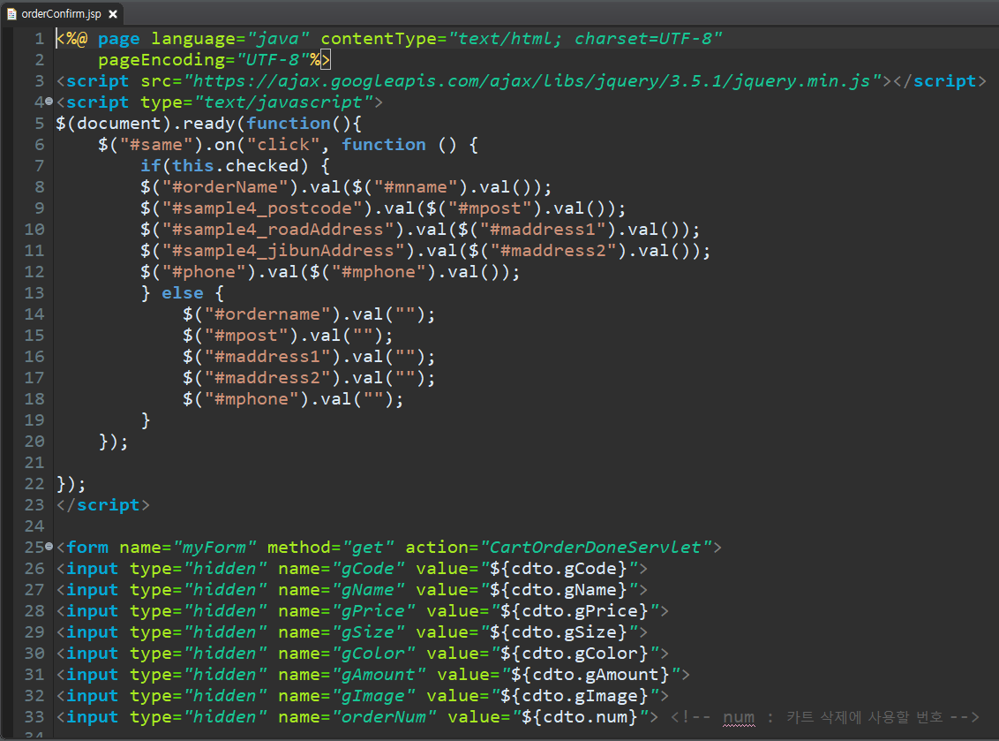 orderConfirm.jsp
1 <%@ page language="java" contentType="text/html; charset=UTF-8"
2     pageEncoding="UTF-8"%>
3 <script src="https://ajax.googleapis.com/ajax/libs/jquery/3.5.1/jquery.min.js"></script>
4 <script type="text/javascript">
5 $(document).ready(function(){
6     $("#same").on("click", function () {
7         if(this.checked) {
8         $("#orderName").val($("#mname").val());
9         $("#sample4_postcode").val($("#mpost").val());
10         $("#sample4_roadAddress").val($("#maddress1").val());
11         $("#sample4_jibunAddress").val($("#maddress2").val());
12         $("#phone").val($("#mphone").val());
13         } else {
14             $("#ordername").val("");
15             $("#mpost").val("");
16             $("#maddress1").val("");
17             $("#maddress2").val("");
18             $("#mphone").val("");
19         }
20     });
21
22 });
23 </script>
24
25 <form name="myForm" method="get" action="CartOrderDoneServlet">
26 <input type="hidden" name="gCode" value="${cdto.gCode}">
27 <input type="hidden" name="gName" value="${cdto.gName}">
28 <input type="hidden" name="gPrice" value="${cdto.gPrice}">
29 <input type="hidden" name="gSize" value="${cdto.gSize}">
30 <input type="hidden" name="gColor" value="${cdto.gColor}">
31 <input type="hidden" name="gAmount" value="${cdto.gAmount}">
32 <input type="hidden" name="gImage" value="${cdto.gImage}">
33 <input type="hidden" name="orderNum" value="${cdto.num}"> <!-- num : 카트 삭제에 사용할 번호 -->
34